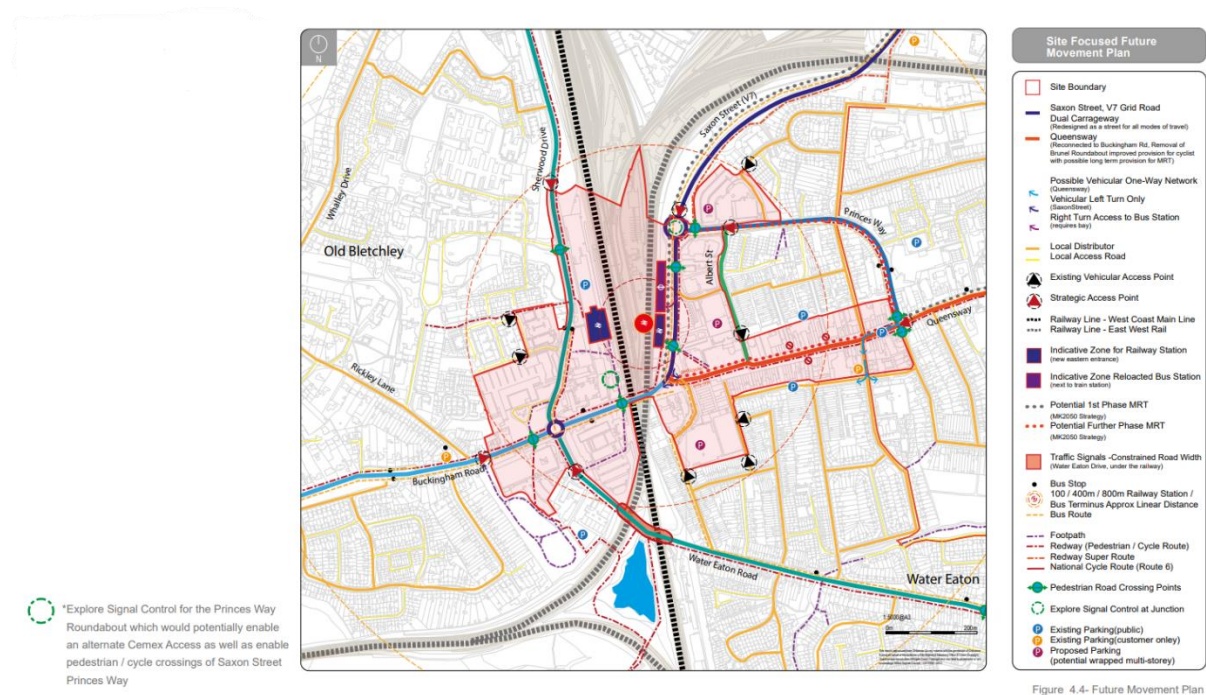 Site Focused Future
Movement Plan
N
Site Boundary
Saxon Street, V7 Grid Road
Dual Carrageway
(Redesigned as a street for all modes of travel)
Queensway
(Reconnected to Buckingham Rd, Removal of
Brunel Roundabout improved provision for cyclist
with possible long term provision for MRT)
Possible Vehicular One-Way Network
(Queensway)
Vehicular Left Turn Only
(SaxonStreet)
Right Turn Access to Bus Station
(requires bay)
Local Distributor
Local Access Road
Existing Vehicular Access Point
Strategic Access Point
Railway Line - West Coast Main Line
Railway Line - East West Rail
Indicative Zone for Railway Station
(new eastern entrance)
Indicative Zone Reloacted Bus Station
(next to train station)
Potential 1st Phase MRT
(MK2050 Strategy)
Potential Further Phase MRT
(MK2050 Strategy)
Traffic Signals -Constrained Road Width
(Water Eaton Drive, under the railway)
Bus Stop
100 / 400m / 800m Railway Station /
Bus Terminus Approx Linear Distance
Bus Route
Footpath
Redway (Pedestrian / Cycle Route)
Redway Super Route
National Cycle Route (Route 6)
Pedestrian Road Crossing Points
Explore Signal Control at Junction
P Existing Parking(public)
P Existing Parking(customer onley)
P Proposed Parking
(potential wrapped multi-storey)
Saxon Street (V7)
Sherwood Drive
Whalley Drive
Princes Way
Old Bletchley
Albert St
Queensway
Rickley Lane
Buckingham Road
Water Eaton Road
Water Eaton
1:5000@A3
0m 200m
*Explore Signal Control for the Princes Way
Roundabout which would potentially enable
an alternate Cemex Access as well as enable
pedestrian / cycle crossings of Saxon Street
Princes Way
Figure 4.4- Future Movement Plan